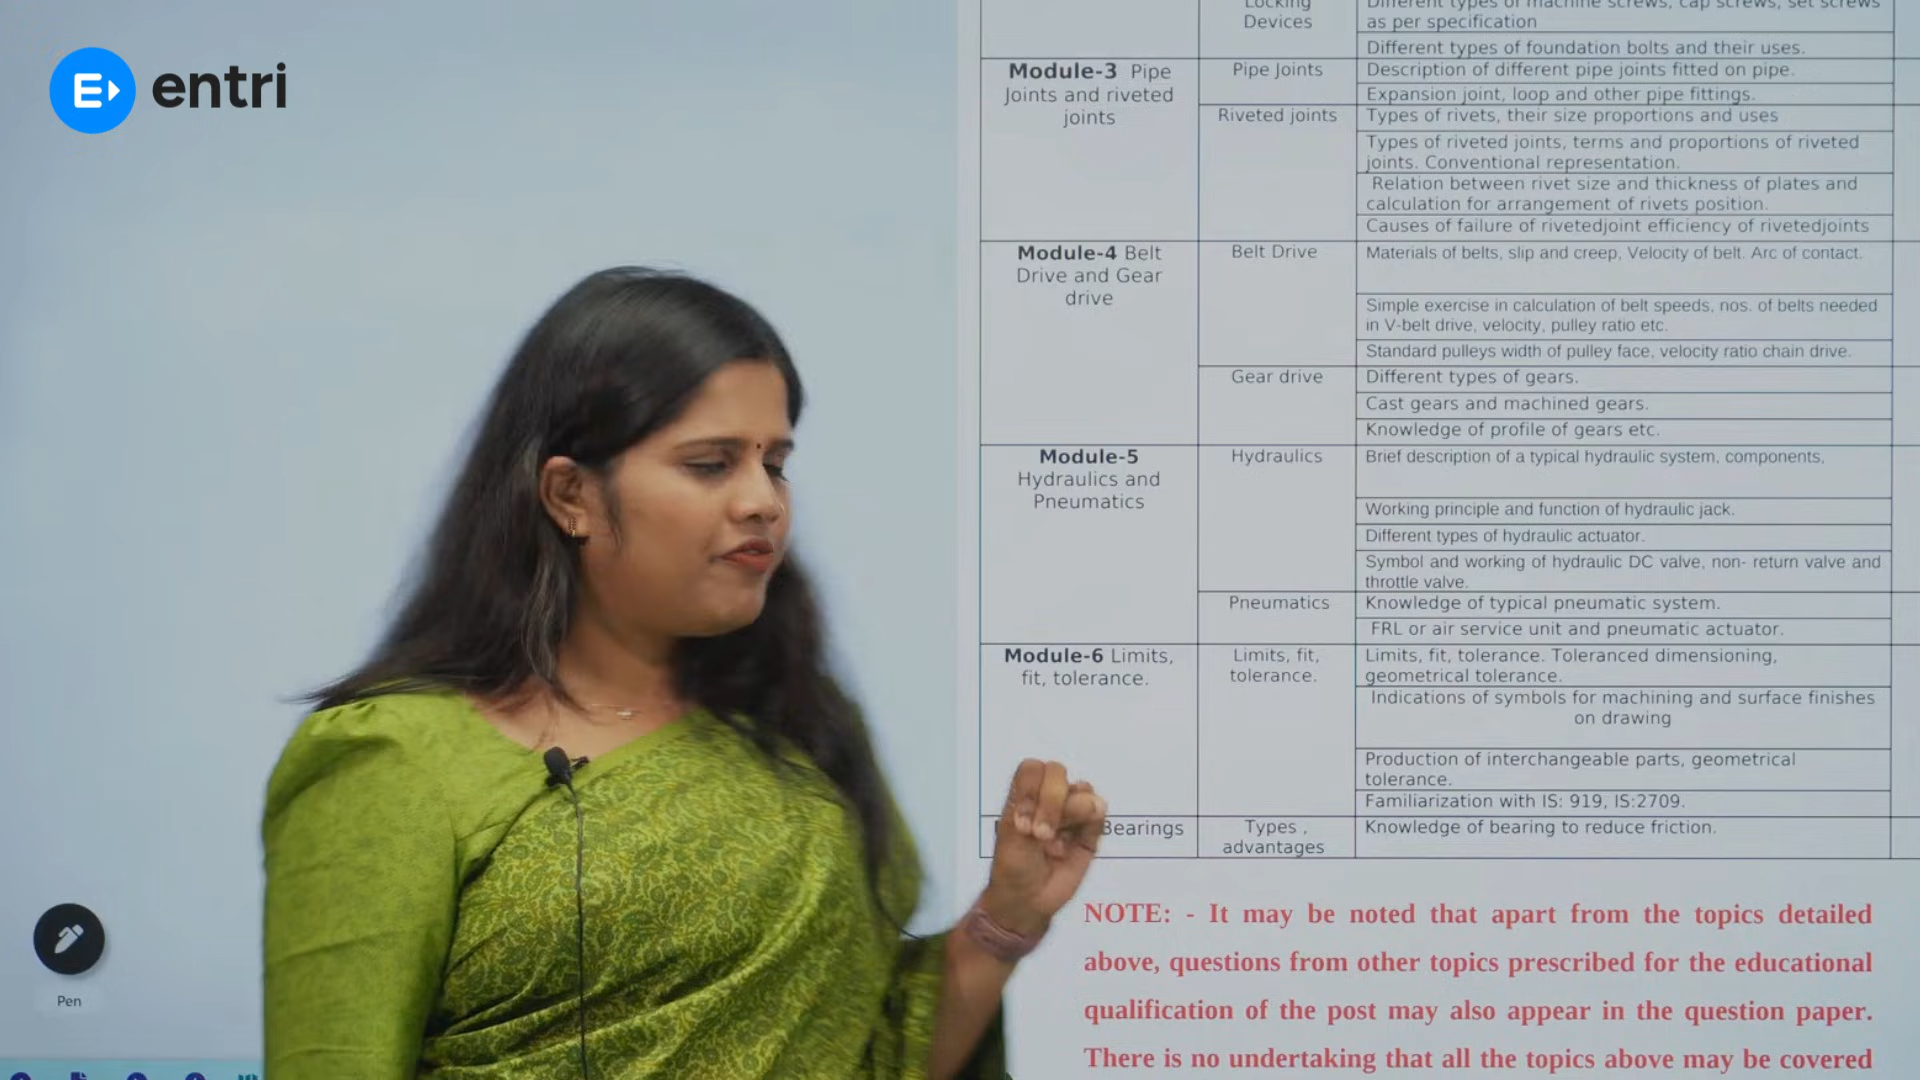 entri
Locking
Devices
Different types of machine screws, cap screws, set screws
as per specification
Different types of foundation bolts and their uses.
Module-3 Pipe
Joints and riveted
joints
Pipe Joints
Description of different pipe joints fitted on pipe.
Expansion joint, loop and other pipe fittings.
Riveted joints
Types of rivets, their size proportions and uses
Types of riveted joints, terms and proportions of riveted
joints. Conventional representation.
Relation between rivet size and thickness of plates and
calculation for arrangement of rivets position.
Causes of failure of rivetedjoint efficiency of rivetedjoints
Module-4 Belt
Drive and Gear
drive
Belt Drive
Materials of belts, slip and creep, Velocity of belt. Arc of contact.
Simple exercise in calculation of belt speeds, nos. of belts needed
in V-belt drive, velocity, pulley ratio etc.
Standard pulleys width of pulley face, velocity ratio chain drive.
Gear drive
Different types of gears.
Cast gears and machined gears.
Knowledge of profile of gears etc.
Module-5
Hydraulics and
Pneumatics
Hydraulics
Brief description of a typical hydraulic system, components,
Working principle and function of hydraulic jack.
Different types of hydraulic actuator.
Symbol and working of hydraulic DC valve, non- return valve and
throttle valve.
Pneumatics
Knowledge of typical pneumatic system.
FRL or air service unit and pneumatic actuator.
Module-6 Limits,
fit, tolerance.
Limits, fit,
tolerance.
Limits, fit, tolerance. Toleranced dimensioning,
geometrical tolerance.
Indications of symbols for machining and surface finishes
on drawing
Production of interchangeable parts, geometrical
tolerance.
Familiarization with IS: 919, IS:2709.
Bearings
Types ,
advantages
Knowledge of bearing to reduce friction.
NOTE: - It may be noted that apart from the topics detailed
above, questions from other topics prescribed for the educational
qualification of the post may also appear in the question paper.
There is no undertaking that all the topics above may be covered
Pen